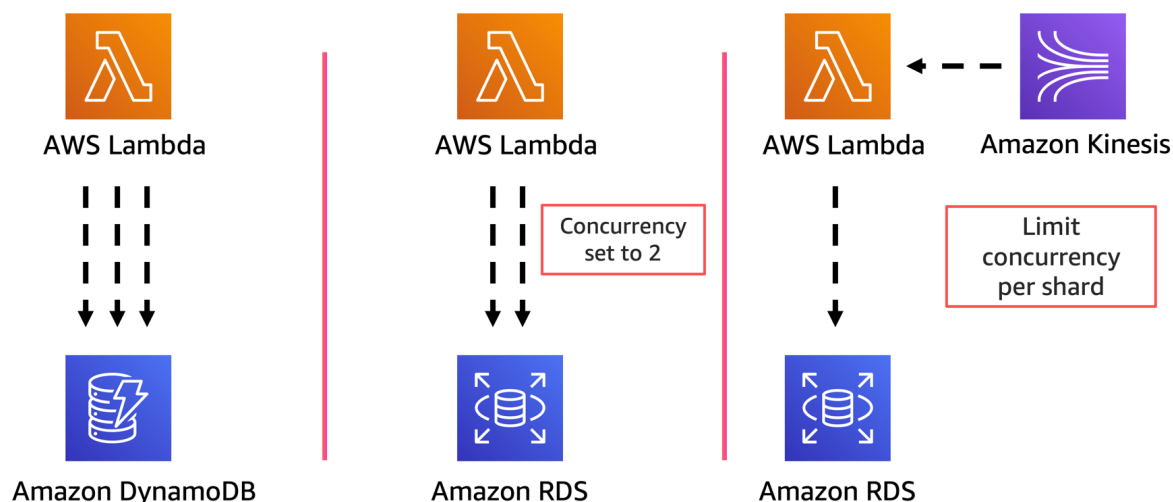 AWS Lambda
Amazon DynamoDB
AWS Lambda
Concurrency
set to 2
Amazon RDS
AWS Lambda
Amazon Kinesis
Limit
concurrency
per shard
Amazon RDS